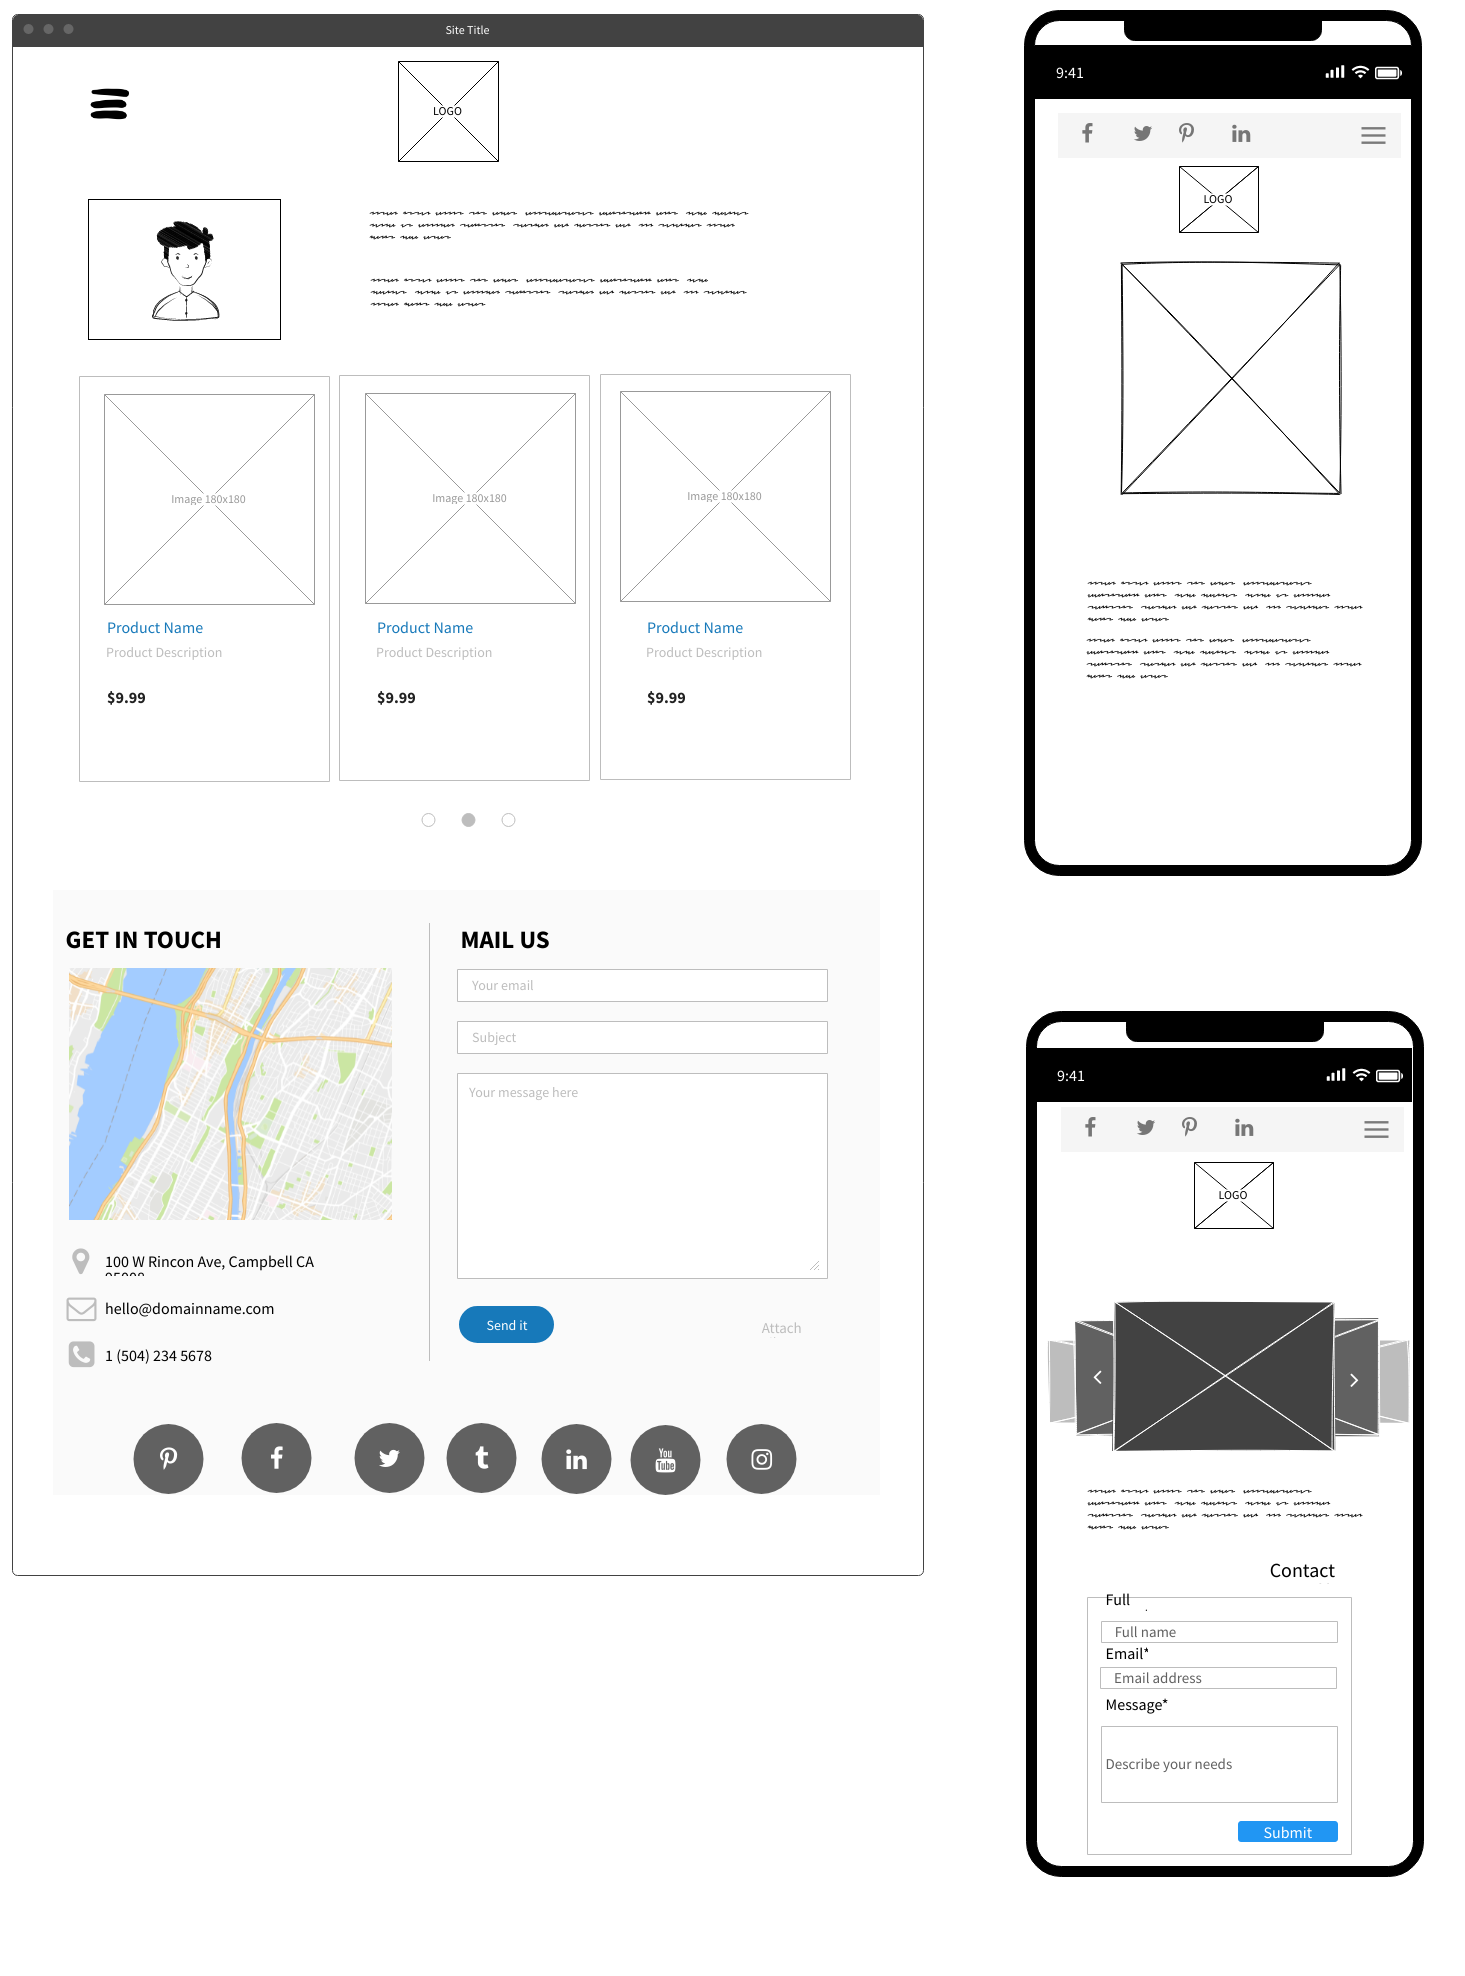 Site Title
LOGO
Image 180x180
Image 180x180
Image 180x180
Product Name
Product Name
Product Name
Product Description
Product Description
Product Description
$9.99
$9.99
$9.99
GET IN TOUCH
100 W Rincon Ave, Campbell CA
hello@domainname.com
1 (504) 234 5678
MAIL US
Your email
Subject
Your message here
Send it
Attach
You
Tube
9:41
LOGO
9:41
LOGO
Contact
Full
Full name
Email*
Email address
Message*
Describe your needs
Submit